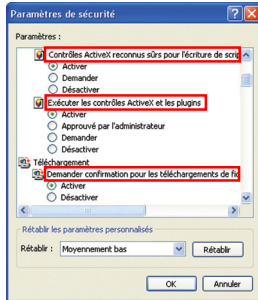 Paramètres de sécurité
Paramètres :
Contrôles ActiveX reconnus sûrs pour l'écriture de scrip
Activer
Demander
Désactiver
Exécuter les contrôles ActiveX et les plugins
Activer
Approuvé par l'administrateur
Demander
Désactiver
Téléchargement
Demander confirmation pour les téléchargements de fic
Activer
Désactiver
Rétablir les paramètres personnalisés
Rétablir : Moyennement bas Rétablir
OK Annuler